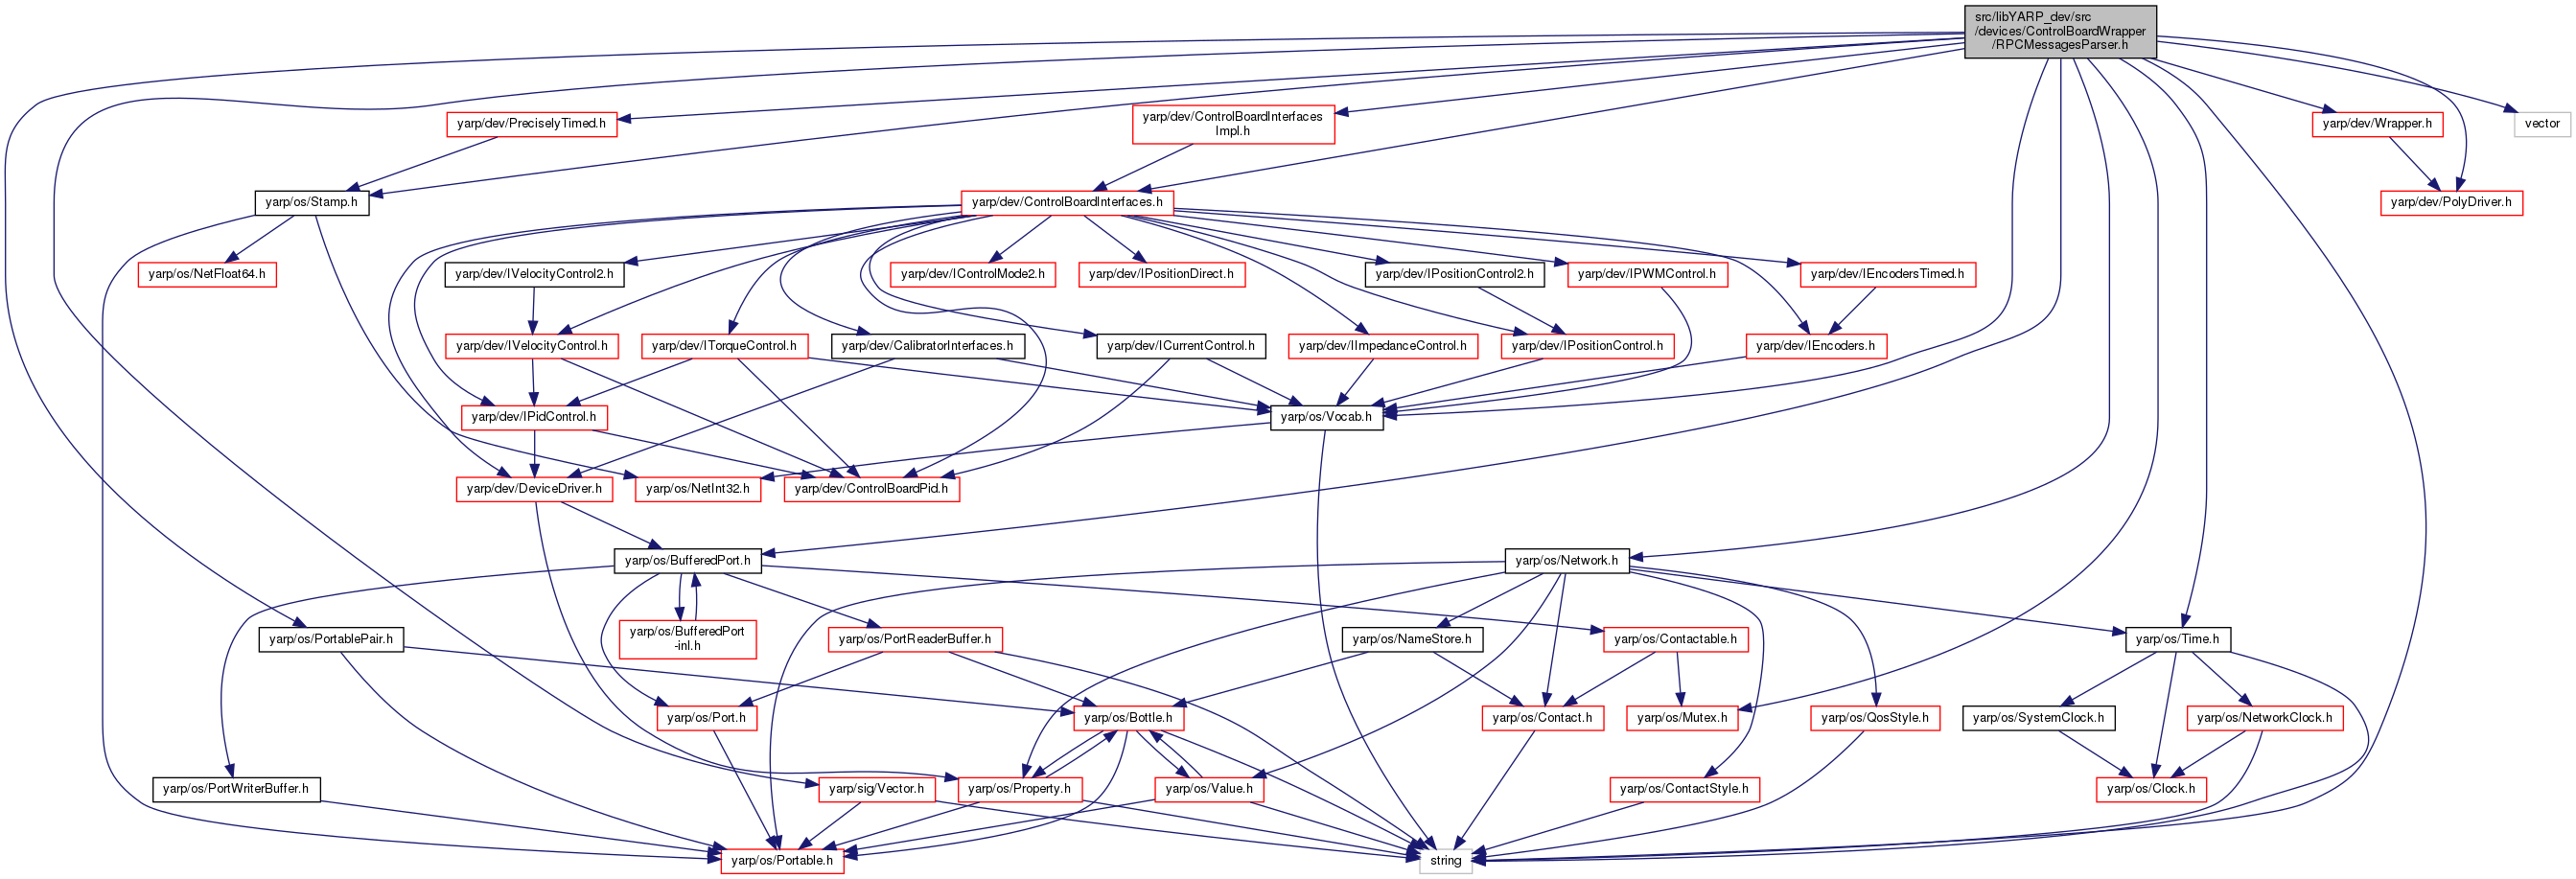 src/libYARP_dev/src
/devices/ControlBoardWrapper
/RPCMessagesParser.h
yarp/dev/PreciselyTimed.h
yarp/dev/ControlBoardInterfaces
Impl.h
yarp/dev/Wrapper.h
vector
yarp/os/Stamp.h
yarp/dev/ControlBoardInterfaces.h
yarp/dev/PolyDriver.h
yarp/os/NetFloat64.h
yarp/dev/IVelocityControl2.h
yarp/dev/IControlMode2.h
yarp/dev/IPositionDirect.h
yarp/dev/IPositionControl2.h
yarp/dev/IPWMControl.h
yarp/dev/IEncodersTimed.h
yarp/dev/IVelocityControl.h
yarp/dev/ITorqueControl.h
yarp/dev/CalibratorInterfaces.h
yarp/dev/ICurrentControl.h
yarp/dev/IImpedanceControl.h
yarp/dev/IPositionControl.h
yarp/dev/IEncoders.h
yarp/dev/IPidControl.h
yarp/os/Vocab.h
yarp/dev/DeviceDriver.h
yarp/os/NetInt32.h
yarp/dev/ControlBoardPid.h
yarp/os/BufferedPort.h
yarp/os/Network.h
yarp/os/PortablePair.h
yarp/os/BufferedPort
-inl.h
yarp/os/PortReaderBuffer.h
yarp/os/NameStore.h
yarp/os/Contactable.h
yarp/os/Time.h
yarp/os/Port.h
yarp/os/Bottle.h
yarp/os/Contact.h
yarp/os/Mutex.h
yarp/os/QosStyle.h
yarp/os/SystemClock.h
yarp/os/NetworkClock.h
yarp/os/PortWriterBuffer.h
yarp/sig/Vector.h
yarp/os/Property.h
yarp/os/Value.h
yarp/os/ContactStyle.h
yarp/os/Clock.h
yarp/os/Portable.h
string